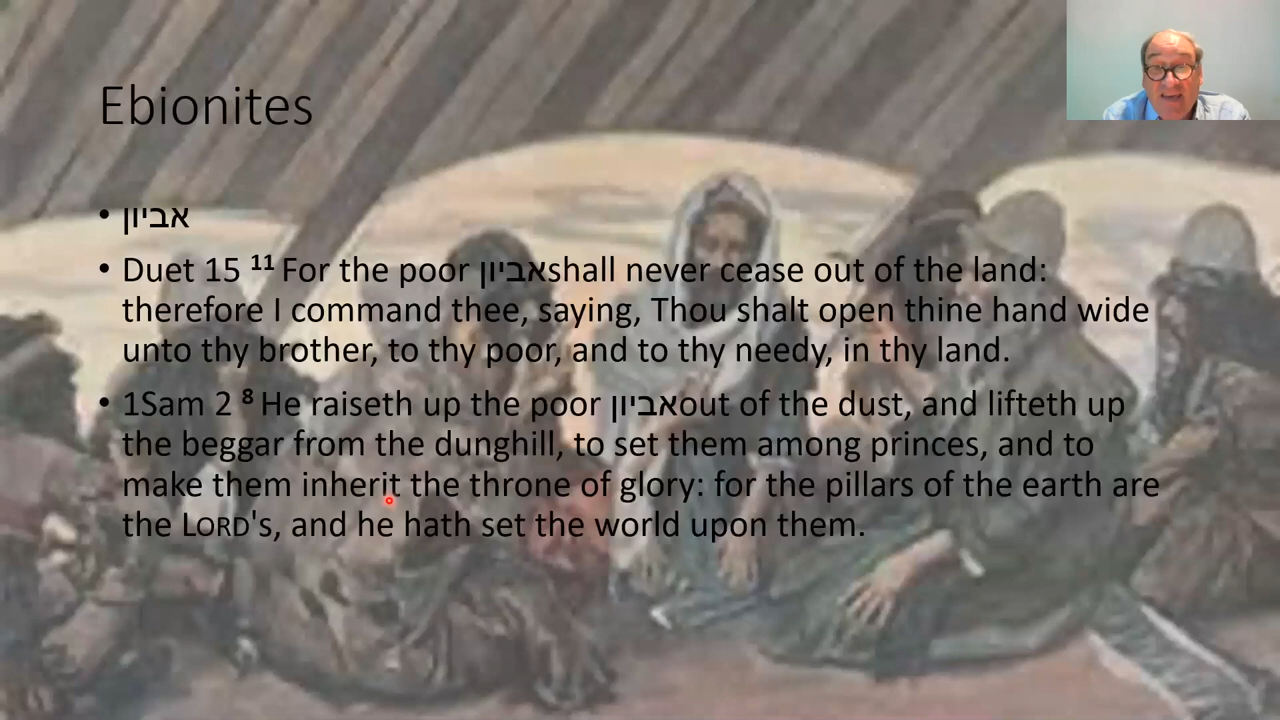 Ebionites
• אביון
• Duet 15 11 For the poor אביוןshall never cease out of the land:
therefore I command thee, saying, Thou shalt open thine hand wide
unto thy brother, to thy poor, and to thy needy, in thy land.
• 1Sam 2 8 He raiseth up the poor אביוןout of the dust, and lifteth up
the beggar from the dunghill, to set them among princes, and to
make them inherit the throne of glory: for the pillars of the earth are
the LORD's, and he hath set the world upon them.